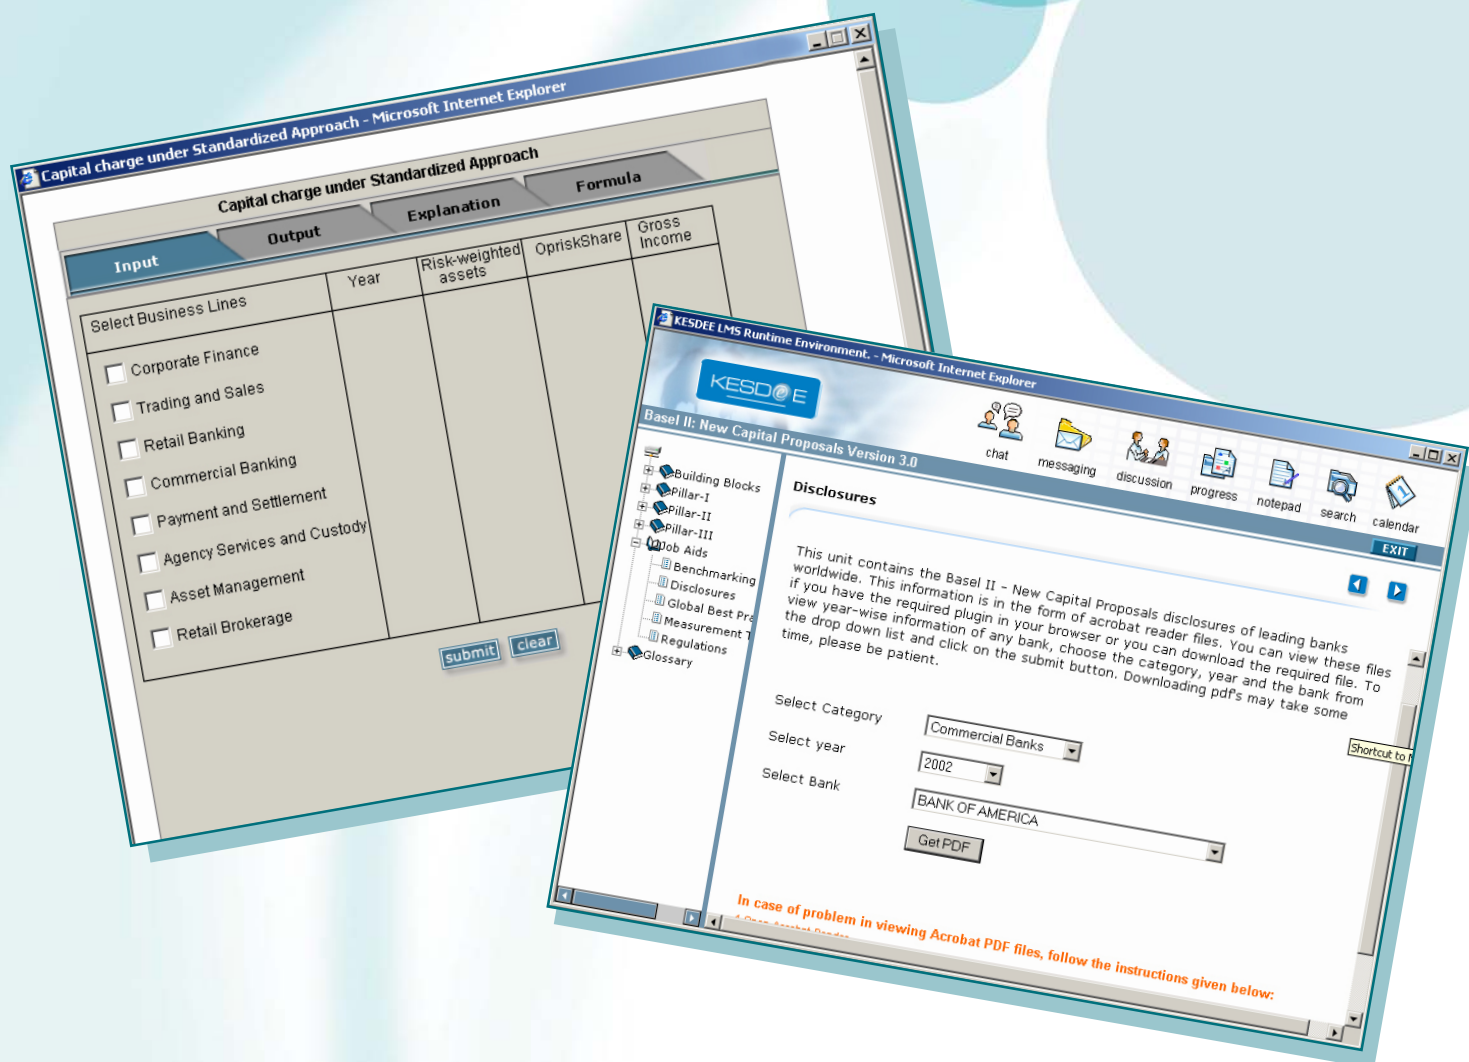 Capital charge under Standardized Approach - Microsoft Internet Explorer
Capital charge under Standardized Approach
Input
Output
Explanation
Formula
Select Business Lines
Year
Risk-weighted
assets
OpriskShare
Gross
Income
Corporate Finance
Trading and Sales
Retail Banking
Commercial Banking
Payment and Settlement
Agency Services and Custody
Asset Management
Retail Brokerage
submit
clear
KESDEE LMS Runtime Environment. - Microsoft Internet Explorer
KESDEE
chat
messaging
discussion
progress
notepad
search
calendar
Basel II: New Capital Proposals Version 3.0
EXIT
Building Blocks
Pillar-I
Pillar-II
Pillar-III
Job Aids
Benchmarking
Disclosures
Global Best Pra
Measurement T
Regulations
Glossary
Disclosures
This unit contains the Basel II - New Capital Proposals disclosures of leading banks
worldwide. This information is in the form of acrobat reader files. You can view these files
if you have the required plugin in your browser or you can download the required file. To
view year-wise information of any bank, choose the category, year and the bank from
the drop down list and click on the submit button. Downloading pdf's may take some
time, please be patient.
Shortcut to
Select Category
Commercial Banks
Select year
2002
Select Bank
BANK OF AMERICA
Get PDF
In case of problem in viewing Acrobat PDF files, follow the instructions given below: